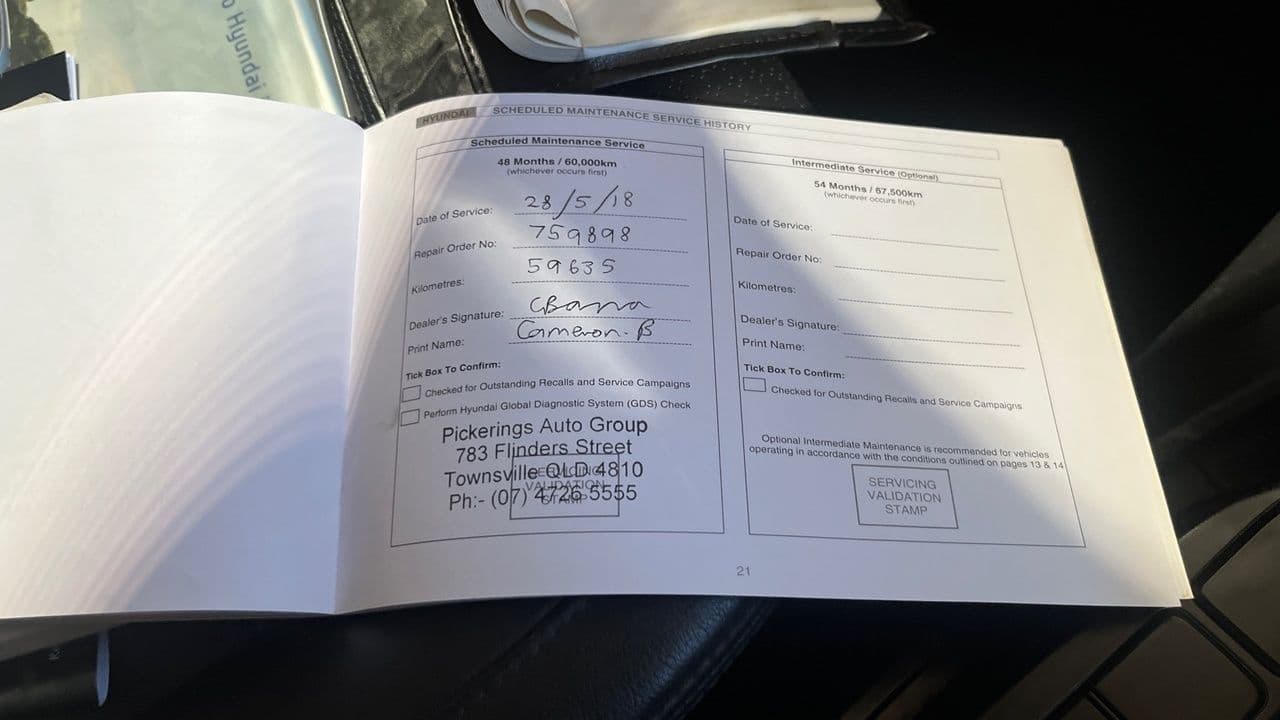 o Hyundai
HYUNDAI SCHEDULED MAINTENANCE SERVICE HISTORY
Scheduled Maintenance Service
48 Months / 60,000km
(whichever occurs first)
Date of Service: 28/5/18
Repair Order No: 759898
Kilometres: 59635
Dealer's Signature:
Print Name: Cameron. B
Tick Box To Confirm:
Checked for Outstanding Recalls and Service Campaigns
Perform Hyundai Global Diagnostic System (GDS) Check
Pickerings Auto Group
783 Flinders Street
Townsville QLD 4810
Ph:- (07) 4726 5555
SERVICING
VALIDATION
STAMP
Intermediate Service (Optional)
54 Months / 67,500km
(whichever occurs first)
Date of Service:
Repair Order No:
Kilometres:
Dealer's Signature:
Print Name:
Tick Box To Confirm:
Checked for Outstanding Recalls and Service Campaigns
Optional Intermediate Maintenance is recommended for vehicles
operating in accordance with the conditions outlined on pages 13 & 14
SERVICING
VALIDATION
STAMP
21